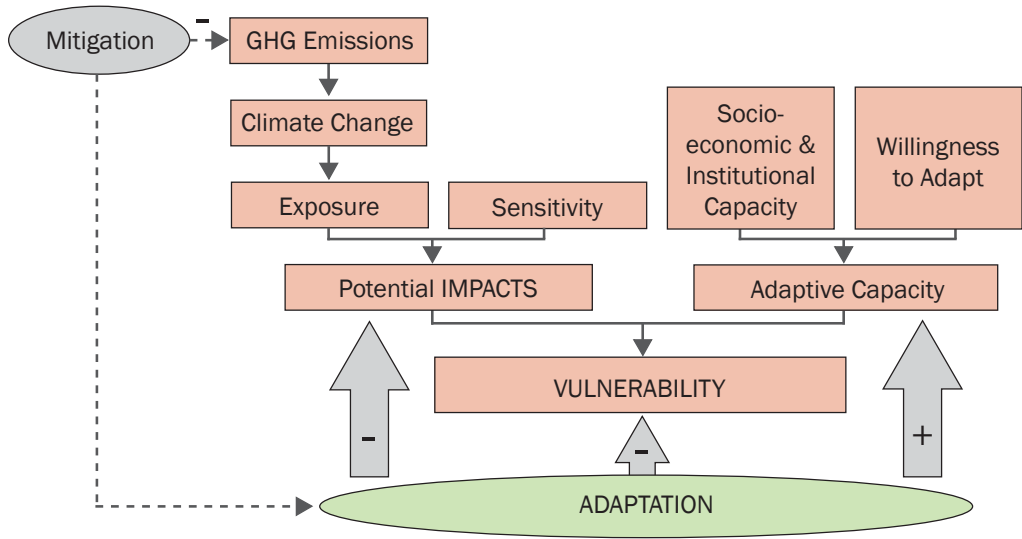 Mitigation
-
GHG Emissions
Climate Change
Exposure
Sensitivity
Socio-
economic &
Institutional
Capacity
Willingness
to Adapt
Potential IMPACTS
Adaptive Capacity
VULNERABILITY
-
-
+
ADAPTATION